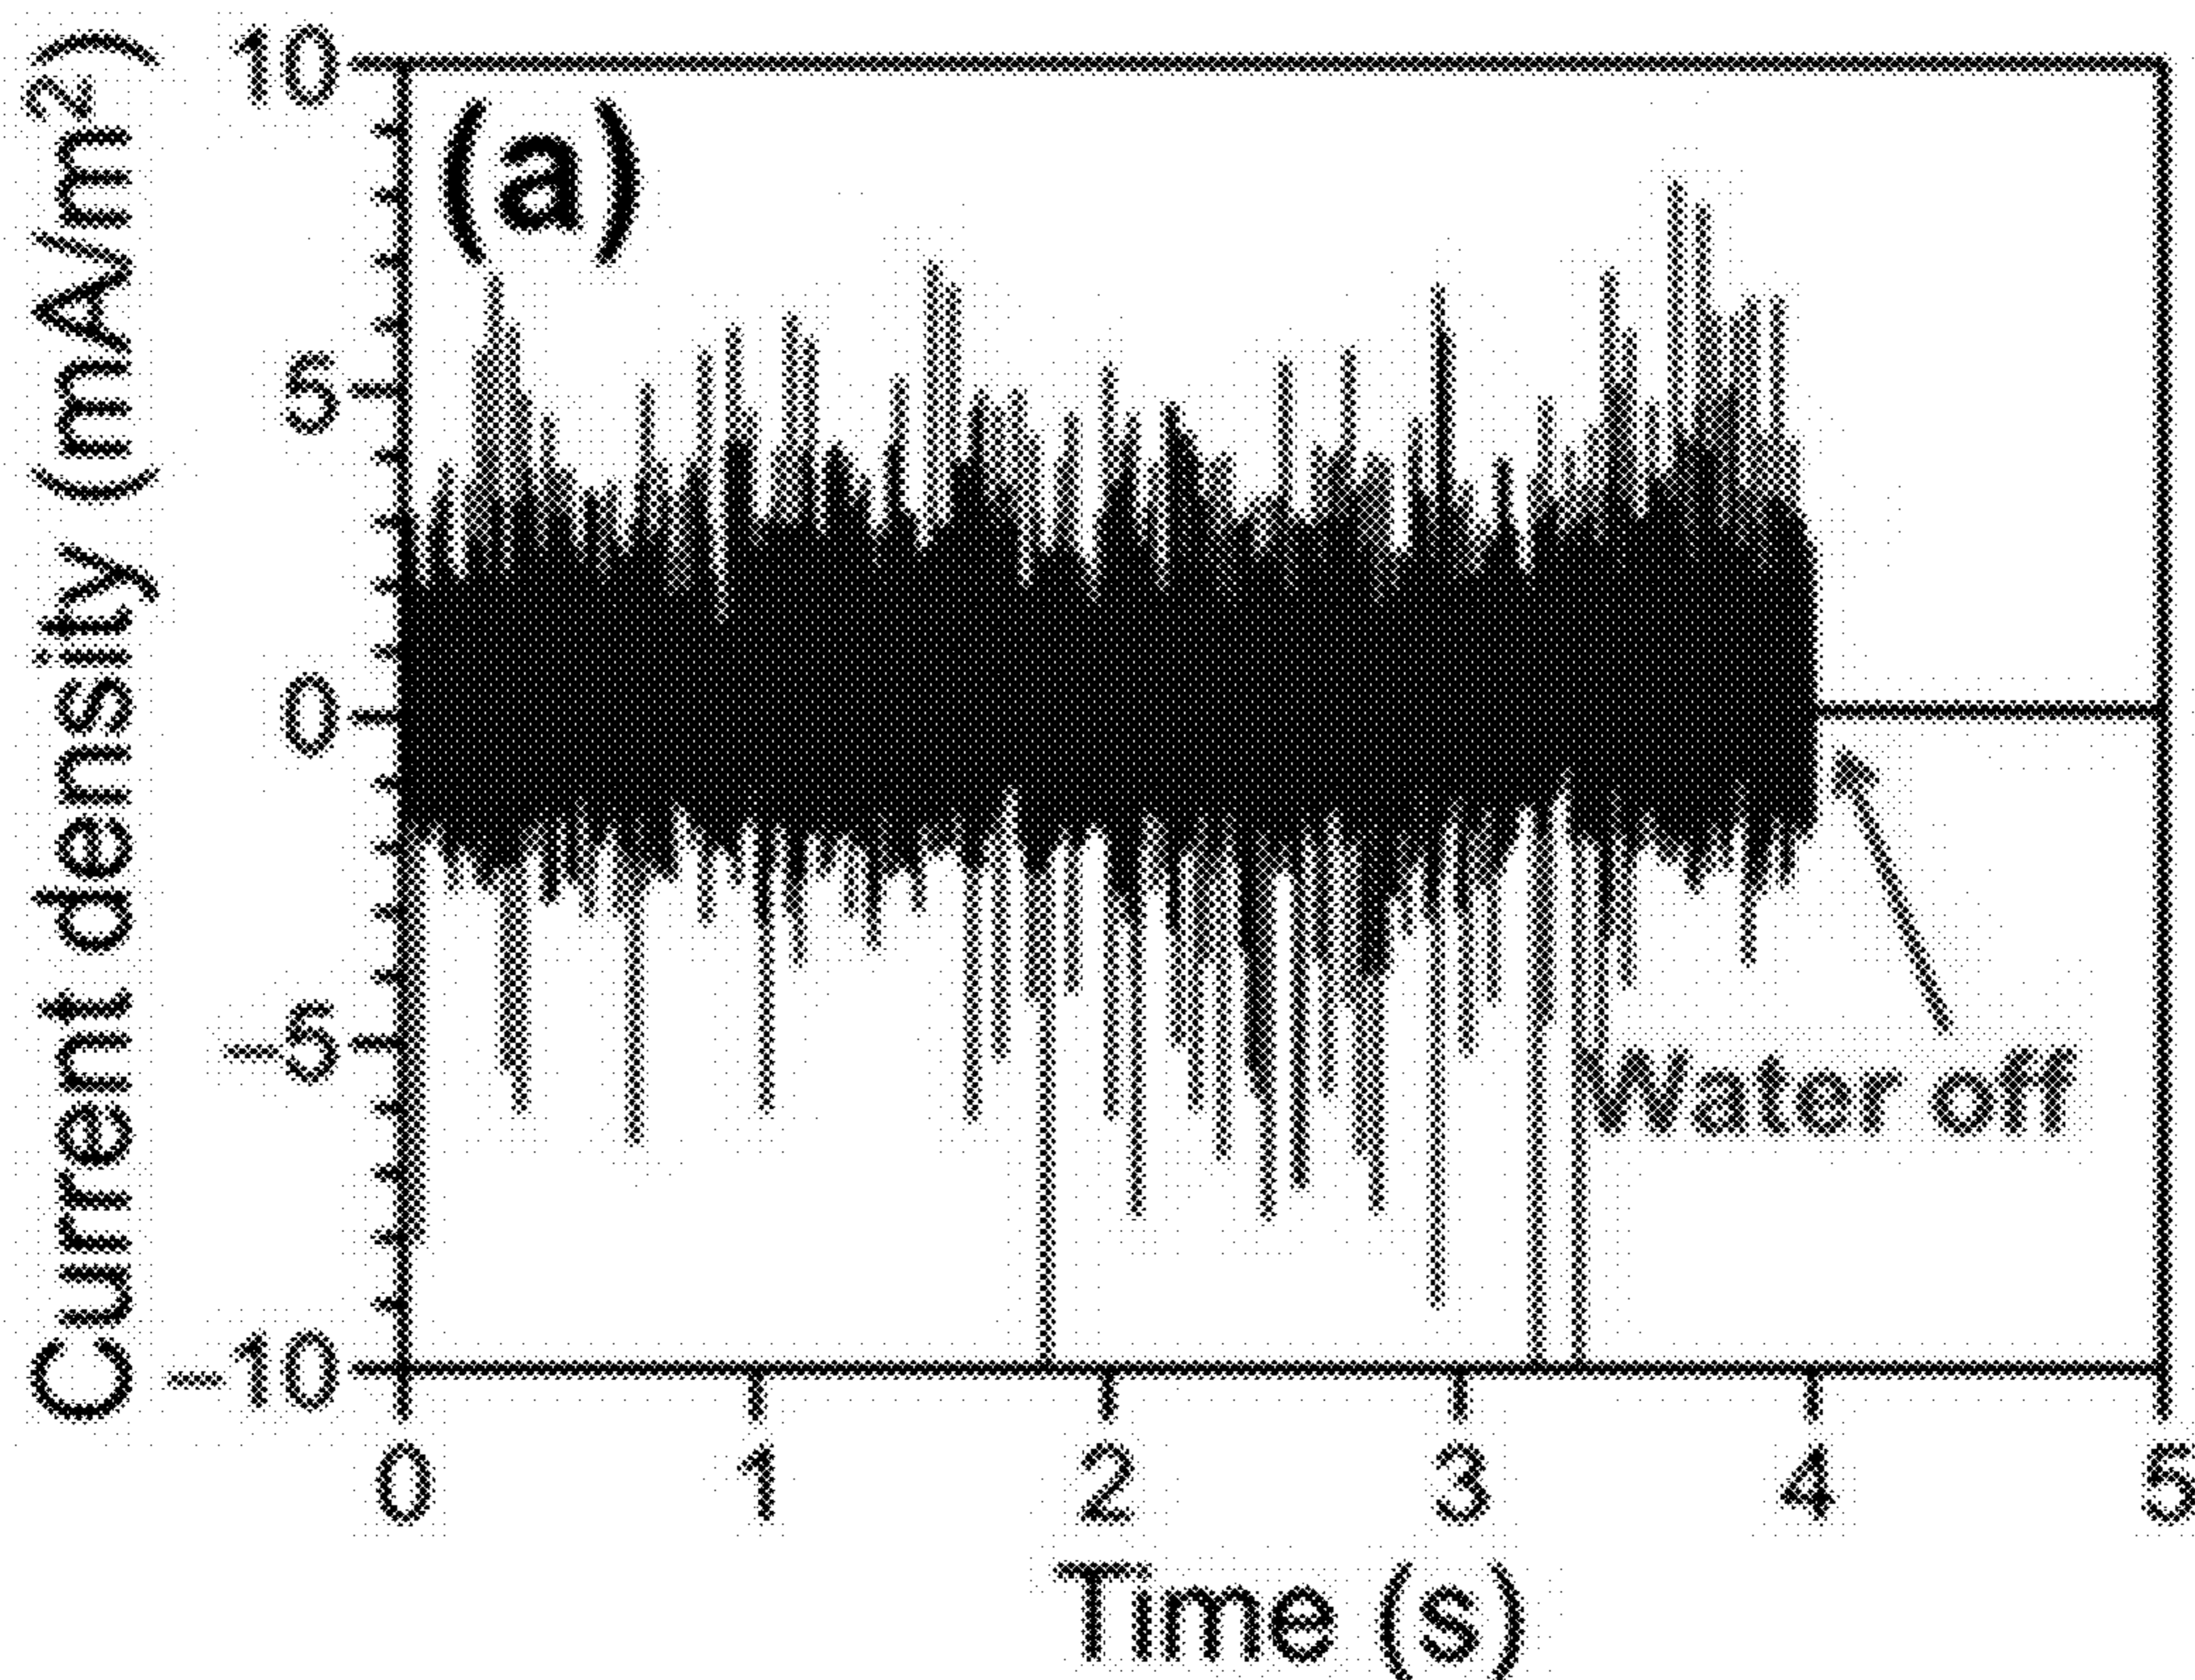 Current density (mA/m²)
10
5
0
−5
−10
(a)
Water off
0 1 2 3 4 5
Time (s)